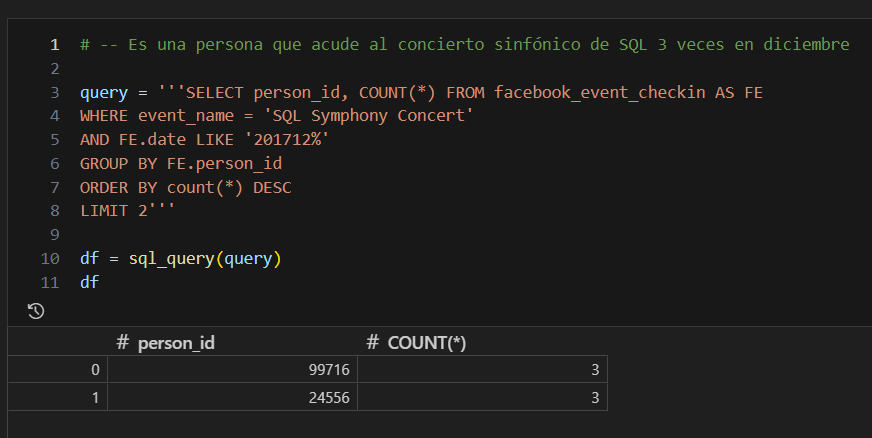 1 # -- Es una persona que acude al concierto sinfónico de SQL 3 veces en diciembre
2
3 query = '''SELECT person_id, COUNT(*) FROM facebook_event_checkin AS FE
4 WHERE event_name = 'SQL Symphony Concert'
5 AND FE.date LIKE '201712%'
6 GROUP BY FE.person_id
7 ORDER BY count(*) DESC
8 LIMIT 2'''
9
10 df = sql_query(query)
11 df
# person_id # COUNT(*)
0 99716 3
1 24556 3